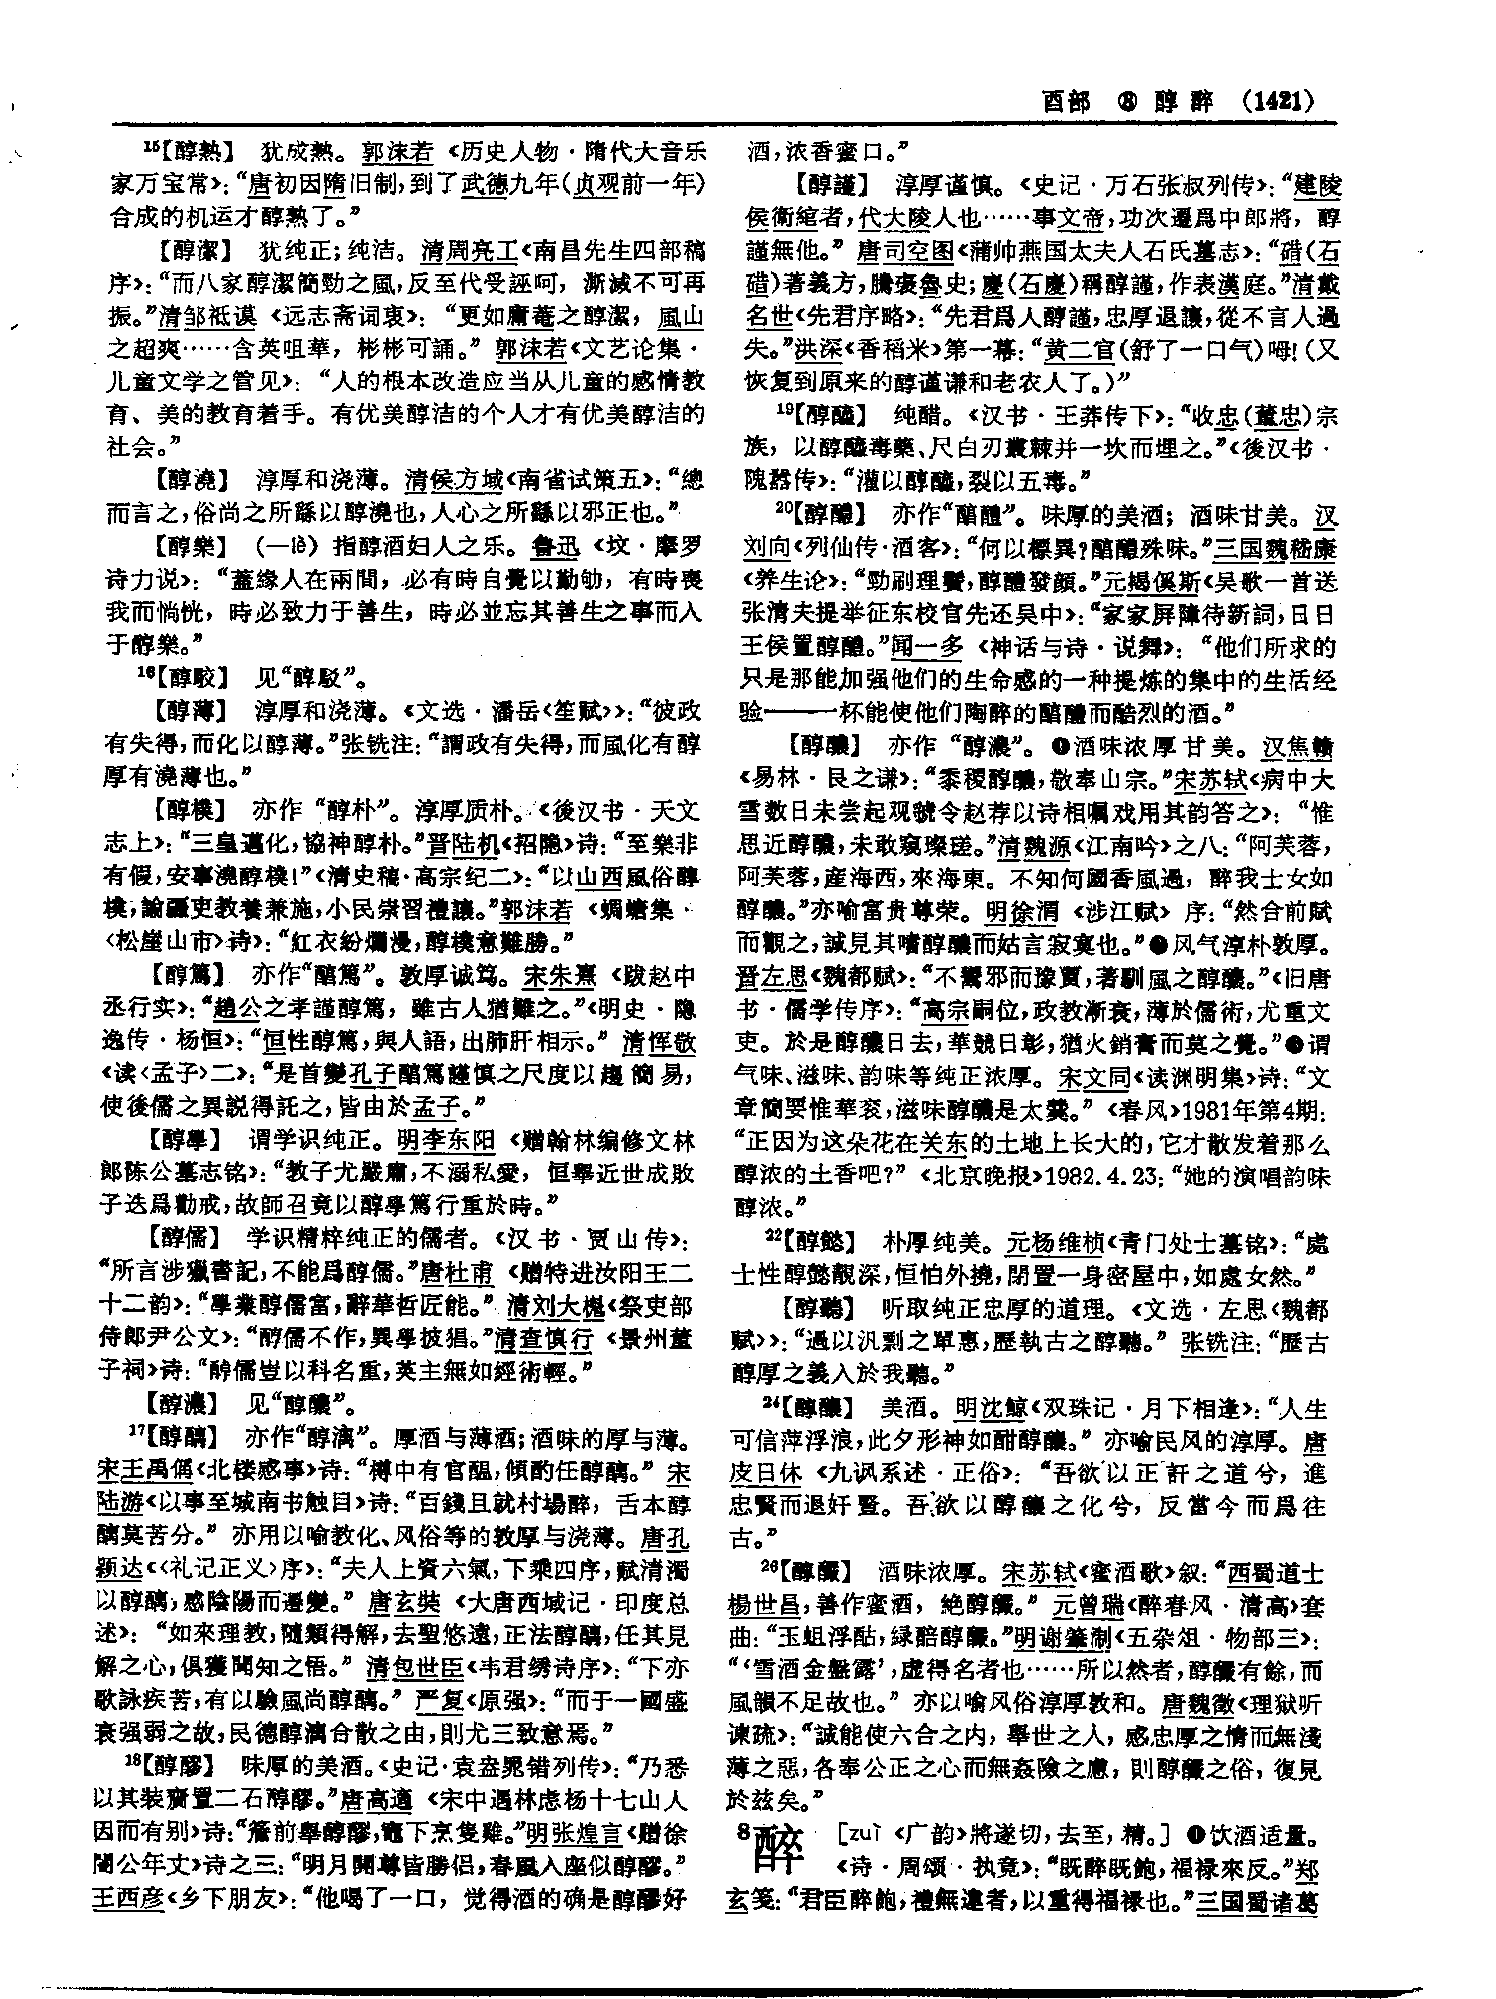 酉部 ⑧ 醇 醉 (1421)
¹⁵【醇熟】 犹成熟。郭沫若《历史人物·隋代大音乐
家万宝常》：“唐初因隋旧制，到了武德九年（贞观前一年）
合成的机运才醇熟了。”
【醇潔】 犹纯正；纯洁。清周亮工《南昌先生四部稿
序》：“而八家醇潔簡勁之風，反至代受誣呵，澌滅不可再
振。”清邹祗谟《远志斋词衷》：“更如庸菴之醇潔，風山
之超爽……含英咀華，彬彬可誦。”郭沫若《文艺论集·
儿童文学之管见》：“人的根本改造应当从儿童的感情教
育、美的教育着手。有优美醇洁的个人才有优美醇洁的
社会。”
【醇澆】 淳厚和浇薄。清侯方域《南省试策五》：“總
而言之，俗尚之所繇以醇澆也，人心之所繇以邪正也。”
【醇樂】（—lè）指醇酒妇人之乐。鲁迅《坟·摩罗
诗力说》：“蓋緣人在兩間，必有時自覺以勤劬，有時喪
我而惝恍，時必致力于善生，時必並忘其善生之事而入
于醇樂。”
¹⁶【醇駮】 见“醇駁”。
【醇薄】 淳厚和浇薄。《文选·潘岳〈笙赋〉》：“彼政
有失得，而化以醇薄。”张铣注：“謂政有失得，而風化有醇
厚有澆薄也。”
【醇樸】 亦作“醇朴”。淳厚质朴。《後汉书·天文
志上》：“三皇邁化，協神醇朴。”晋陆机《招隐》诗：“至樂非
有假，安事澆醇樸！”《清史稿·高宗纪二》：“以山西風俗醇
樸，諭疆吏教養兼施，小民崇習禮讓。”郭沫若《蜩螗集·
〈松崖山市〉诗》：“紅衣紛爛漫，醇樸意難勝。”
【醇篤】 亦作“醕篤”。敦厚诚笃。宋朱熹《跋赵中
丞行实》：“趙公之孝謹醇篤，雖古人猶難之。”《明史·隐
逸传·杨恒》：“恒性醇篤，與人語，出肺肝相示。”清恽敬
《读〈孟子〉二》：“是首變孔子醕篤謹慎之尺度以趨簡易，
使後儒之異説得託之，皆由於孟子。”
【醇學】 谓学识纯正。明李东阳《赠翰林编修文林
郎陈公墓志铭》：“教子尤嚴肅，不溺私愛，恒舉近世成敗
子迭爲勸戒，故師召竟以醇學篤行重於時。”
【醇儒】 学识精粹纯正的儒者。《汉书·贾山传》：
“所言涉獵書記，不能爲醇儒。”唐杜甫《赠特进汝阳王二
十二韵》：“學業醇儒富，辭華哲匠能。”清刘大櫆《祭吏部
侍郎尹公文》：“醇儒不作，異學披猖。”清查慎行《景州董
子祠》诗：“醇儒豈以科名重，英主無如經術輕。”
【醇濃】 见“醇醲”。
¹⁷【醇醨】 亦作“醇漓”。厚酒与薄酒；酒味的厚与薄。
宋王禹偁《北楼感事》诗：“樽中有官醖，傾酌任醇醨。”宋
陆游《以事至城南书触目》诗：“百錢且就村場醉，舌本醇
醨莫苦分。”亦用以喻教化、风俗等的敦厚与浇薄。唐孔
颖达《〈礼记正义〉序》：“夫人上資六氣，下乘四序，赋清濁
以醇醨，感陰陽而遷變。”唐玄奘《大唐西域记·印度总
述》：“如來理教，隨類得解，去聖悠遠，正法醇醨，任其見
解之心，俱獲聞知之悟。”清包世臣《韦君绣诗序》：“下亦
歌詠疾苦，有以驗風尚醇醨。”严复《原强》：“而于一國盛
衰强弱之故，民德醇漓合散之由，則尤三致意焉。”
¹⁸【醇醪】 味厚的美酒。《史记·袁盎鼂错列传》：“乃悉
以其装齎置二石醇醪。”唐高適《宋中遇林虑杨十七山人
因而有别》诗：“簷前舉醇醪，竈下烹隻雞。”明张煌言《赠徐
闇公年丈》诗之三：“明月開尊皆勝侣，春風入座似醇醪。”
王西彦《乡下朋友》：“他喝了一口，觉得酒的确是醇醪好
酒，浓香蜜口。”
【醇謹】 淳厚谨慎。《史记·万石张叔列传》：“建陵
侯衛綰者，代大陵人也……事文帝，功次遷爲中郎將，醇
謹無他。”唐司空图《蒲帅燕国太夫人石氏墓志》：“碏（石
碏）著義方，騰褒魯史；慶（石慶）稱醇謹，作表漢庭。”清戴
名世《先君序略》：“先君爲人醇謹，忠厚退讓，從不言人過
失。”洪深《香稻米》第一幕：“黄二官（舒了一口气）呣！（又
恢复到原来的醇谨谦和老农人了。）”
¹⁹【醇醯】 纯醋。《汉书·王莽传下》：“收忠（董忠）宗
族，以醇醯毒藥、尺白刃叢棘并一坎而埋之。”《後汉书·
隗嚣传》：“灌以醇醯，裂以五毒。”
²⁰【醇醴】 亦作“醕醴”。味厚的美酒；酒味甘美。汉
刘向《列仙传·酒客》：“何以標異？醕醴殊味。”三国魏嵇康
《养生论》：“勁刷理鬢，醇醴發顔。”元揭傒斯《吴歌一首送
张清夫提举征东校官先还吴中》：“家家屏障待新詞，日日
王侯置醇醴。”闻一多《神话与诗·说舞》：“他们所求的
只是那能加强他们的生命感的一种提炼的集中的生活经
验——一杯能使他们陶醉的醕醴而酷烈的酒。”
【醇醲】 亦作“醇濃”。❶酒味浓厚甘美。汉焦赣
《易林·艮之谦》：“黍稷醇醲，敬奉山宗。”宋苏轼《病中大
雪数日未尝起观虢令赵荐以诗相嘱戏用其韵答之》：“惟
思近醇醲，未敢窺璨瑳。”清魏源《江南吟》之八：“阿芙蓉，
阿芙蓉，産海西，來海東。不知何國香風過，醉我士女如
醇醲。”亦喻富贵尊荣。明徐渭《涉江赋》序：“然合前賦
而觀之，誠見其嗜醇醲而姑言寂寞也。”❷风气淳朴敦厚。
晋左思《魏都赋》：“不鬻邪而豫賈，著馴風之醇醲。”《旧唐
书·儒学传序》：“高宗嗣位，政教漸衰，薄於儒術，尤重文
吏。於是醇醲日去，華競日彰，猶火銷膏而莫之覺。”❸谓
气味、滋味、韵味等纯正浓厚。宋文同《读渊明集》诗：“文
章簡要惟華衮，滋味醇醲是太羹。”《春风》1981年第4期：
“正因为这朵花在关东的土地上长大的，它才散发着那么
醇浓的土香吧？”《北京晚报》1982.4.23：“她的演唱韵味
醇浓。”
²²【醇懿】 朴厚纯美。元杨维桢《青门处士墓铭》：“處
士性醇懿靚深，恒怕外撓，閉置一身密屋中，如處女然。”
【醇聽】 听取纯正忠厚的道理。《文选·左思〈魏都
赋〉》：“過以汎剽之單惠，歷執古之醇聽。”张铣注：“歷古
醇厚之義入於我聽。”
²⁴【醇釀】 美酒。明沈鲸《双珠记·月下相逢》：“人生
可信萍浮浪，此夕形神如酣醇釀。”亦喻民风的淳厚。唐
皮日休《九讽系述·正俗》：“吾欲以正訐之道兮，進
忠賢而退奸竪。吾欲以醇釀之化兮，反當今而爲往
古。”
²⁶【醇釅】 酒味浓厚。宋苏轼《蜜酒歌》叙：“西蜀道士
楊世昌，善作蜜酒，絶醇釅。”元曾瑞《醉春风·清高》套
曲：“玉蛆浮酤，緑醅醇釅。”明谢肇淛《五杂俎·物部三》：
“‘雪酒金盤露’，虚得名者也……所以然者，醇釅有餘，而
風韻不足故也。”亦以喻风俗淳厚敦和。唐魏徵《理狱听
谏疏》：“誠能使六合之内，舉世之人，感忠厚之情而無淺
薄之惡，各奉公正之心而無姦險之慮，則醇釅之俗，復見
於兹矣。”
⁸醉 ［zuì《广韵》將遂切，去至，精。］❶饮酒适量。
《诗·周颂·执竞》：“既醉既飽，福禄來反。”郑
玄笺：“君臣醉飽，禮無違者，以重得福禄也。”三国蜀诸葛